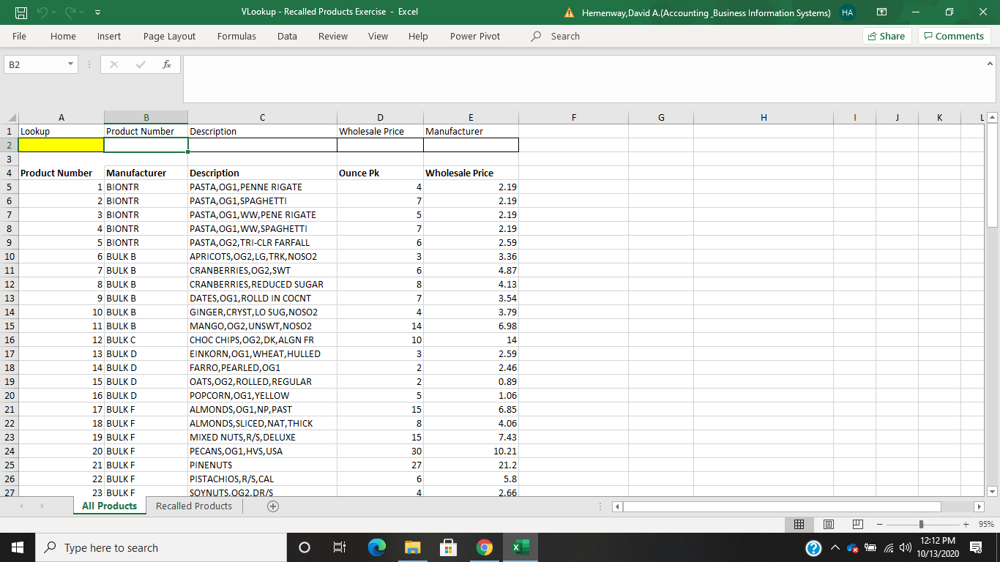 VLookup - Recalled Products Exercise - Excel
Hemenway,David A.(Accounting _Business Information Systems) HA
File Home Insert Page Layout Formulas Data Review View Help Power Pivot Search Share Comments
B2 fx
A B C D E F G H I J K L
1 Lookup Product Number Description Wholesale Price Manufacturer
2
3
4 Product Number Manufacturer Description Ounce Pk Wholesale Price
5 1 BIONTR PASTA,OG1,PENNE RIGATE 4 2.19
6 2 BIONTR PASTA,OG1,SPAGHETTI 7 2.19
7 3 BIONTR PASTA,OG1,WW,PENE RIGATE 5 2.19
8 4 BIONTR PASTA,OG1,WW,SPAGHETTI 7 2.19
9 5 BIONTR PASTA,OG2,TRI-CLR FARFALL 6 2.59
10 6 BULK B APRICOTS,OG2,LG,TRK,NOSO2 3 3.36
11 7 BULK B CRANBERRIES,OG2,SWT 6 4.87
12 8 BULK B CRANBERRIES,REDUCED SUGAR 8 4.13
13 9 BULK B DATES,OG1,ROLLD IN COCNT 7 3.54
14 10 BULK B GINGER,CRYST,LO SUG,NOSO2 4 3.79
15 11 BULK B MANGO,OG2,UNSWT,NOSO2 14 6.98
16 12 BULK C CHOC CHIPS,OG2,DK,ALGN FR 10 14
17 13 BULK D EINKORN,OG1,WHEAT,HULLED 3 2.59
18 14 BULK D FARRO,PEARLED,OG1 2 2.46
19 15 BULK D OATS,OG2,ROLLED,REGULAR 2 0.89
20 16 BULK D POPCORN,OG1,YELLOW 5 1.06
21 17 BULK F ALMONDS,OG1,NP,PAST 15 6.85
22 18 BULK F ALMONDS,SLICED,NAT,THICK 8 4.06
23 19 BULK F MIXED NUTS,R/S,DELUXE 15 7.43
24 20 BULK F PECANS,OG1,HVS,USA 30 10.21
25 21 BULK F PINENUTS 27 21.2
26 22 BULK F PISTACHIOS,R/S,CAL 6 5.8
27 23 BULK F SOYNUTS,OG2,DR/S 4 2.66
All Products Recalled Products
95%
Type here to search
12:12 PM
10/13/2020